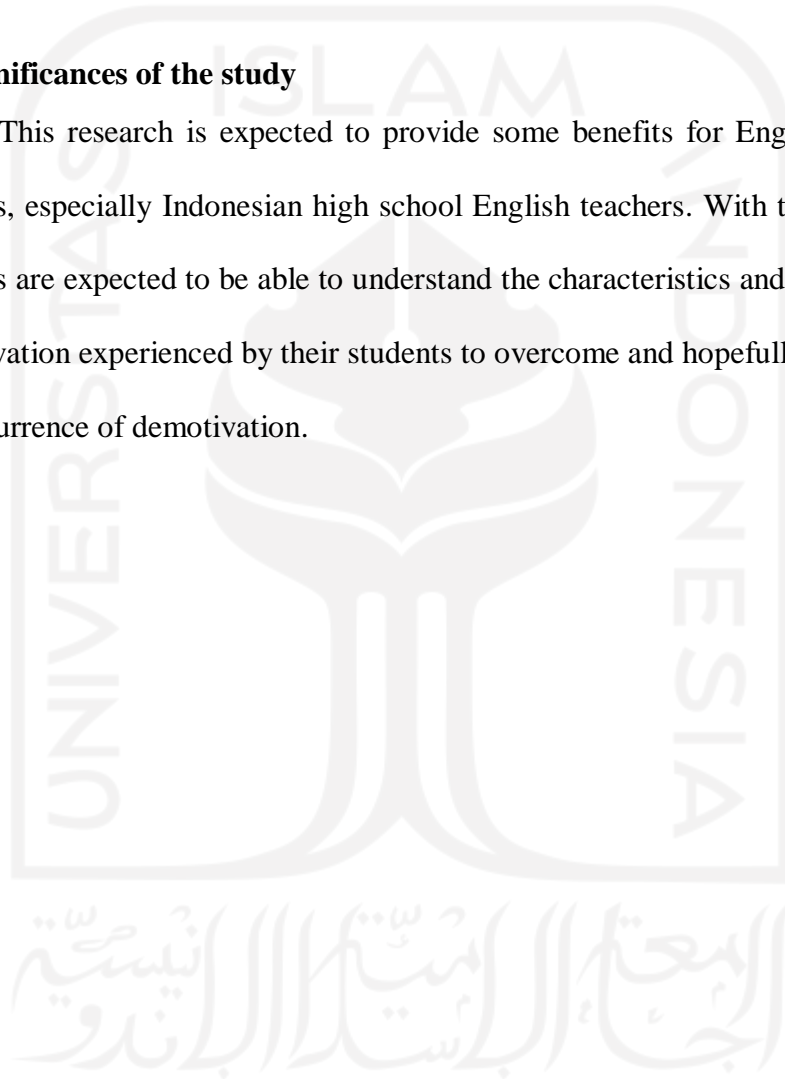 nificances of the study
This research is expected to provide some benefits for Eng
s, especially Indonesian high school English teachers. With t
s are expected to be able to understand the characteristics and
vation experienced by their students to overcome and hopefull
urrence of demotivation.
ISLAM
UNIVERSITAS
INDONESIA